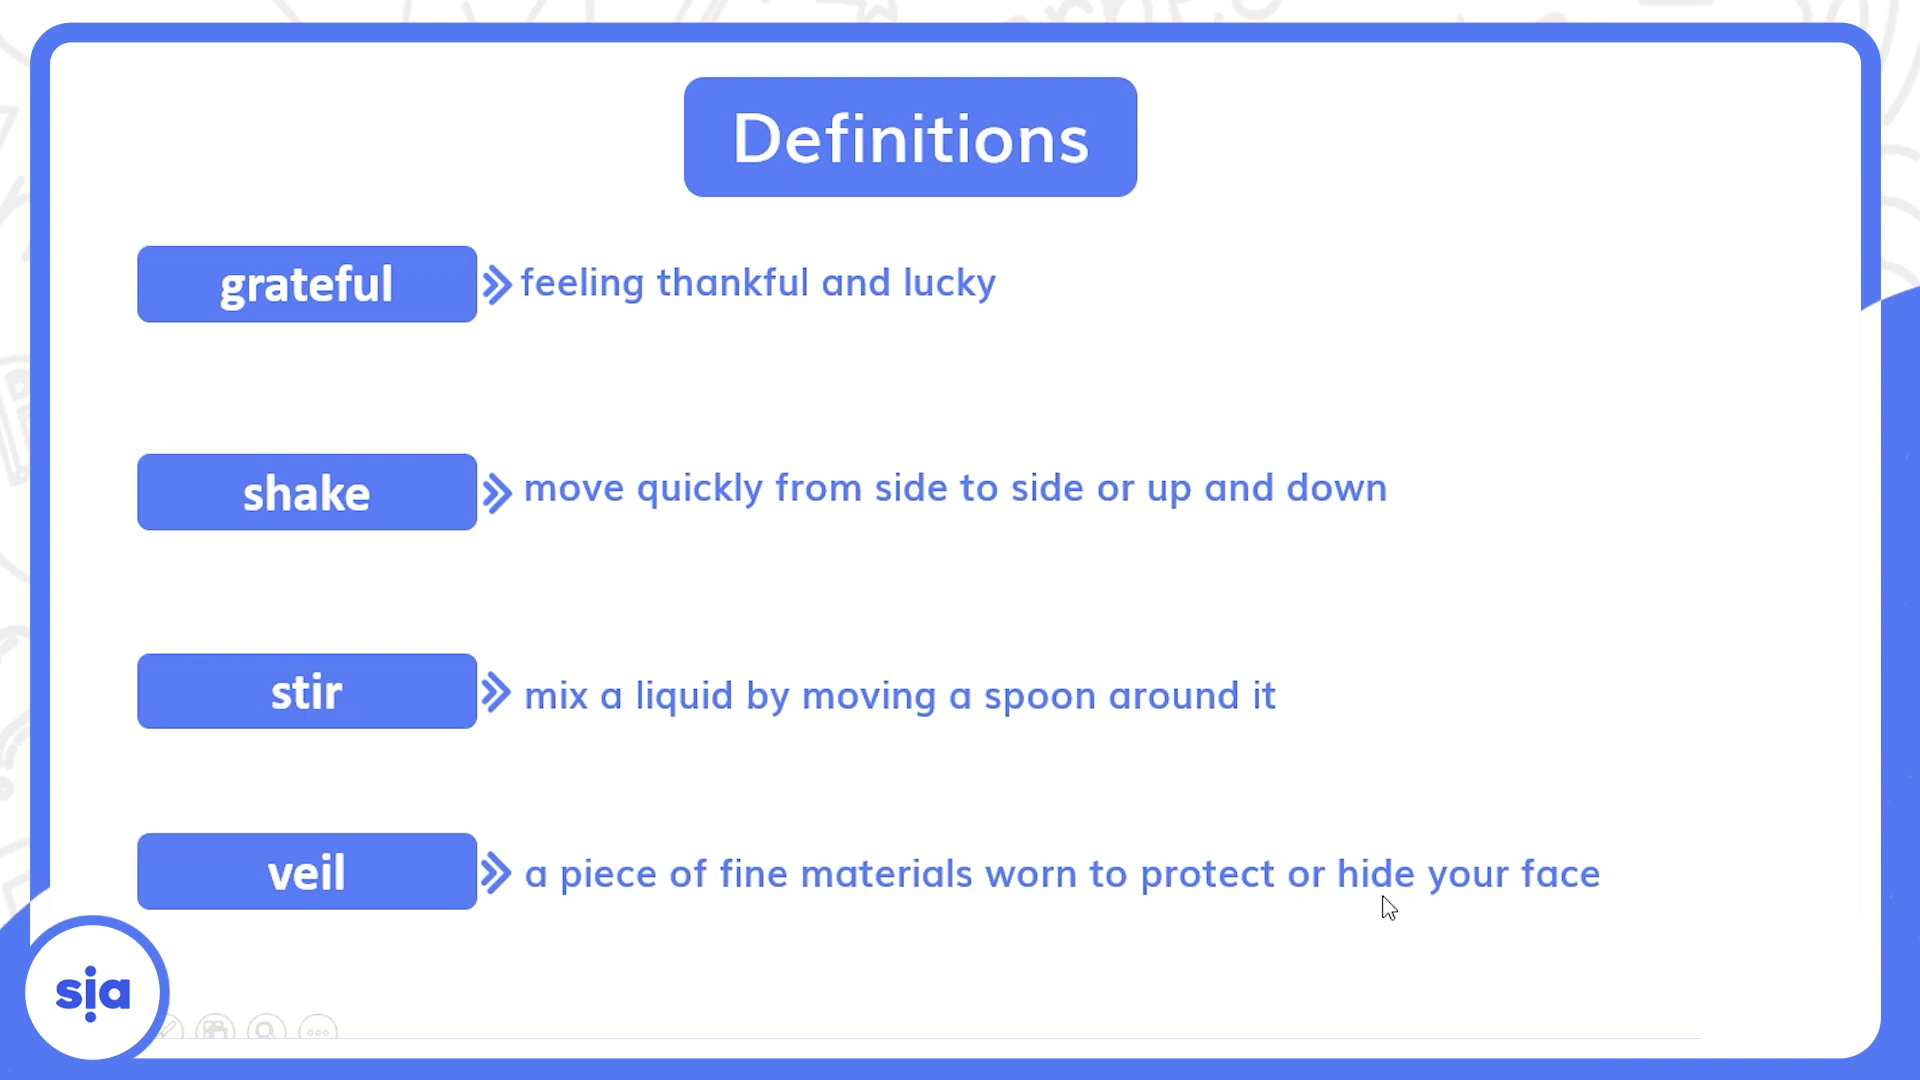 Definitions
grateful
feeling thankful and lucky
shake
move quickly from side to side or up and down
stir
mix a liquid by moving a spoon around it
veil
a piece of fine materials worn to protect or hide your face
sia